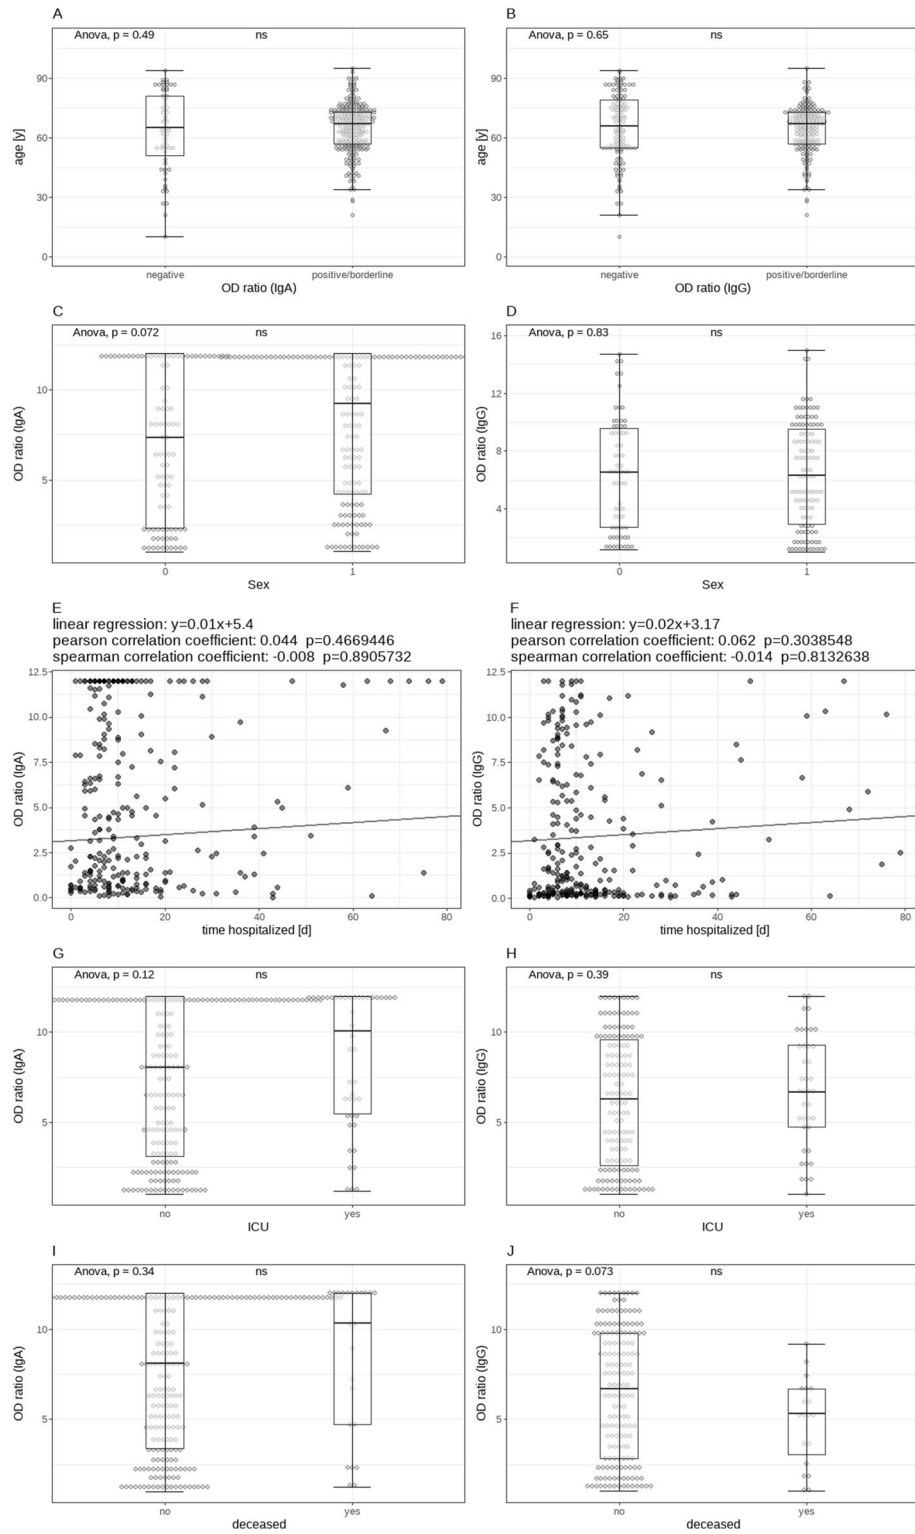 A
Anova, p = 0.49
ns
90
60
30
0
age [y]
negative
positive/borderline
OD ratio (IgA)
B
Anova, p = 0.65
ns
90
60
30
0
age [y]
negative
positive/borderline
OD ratio (IgG)
C
Anova, p = 0.072
ns
10
5
OD ratio (IgA)
0
1
Sex
D
Anova, p = 0.83
ns
16
12
8
4
OD ratio (IgG)
0
1
Sex
E
linear regression: y=0.01x+5.4
pearson correlation coefficient: 0.044 p=0.4669446
spearman correlation coefficient: -0.008 p=0.8905732
12.5
10.0
7.5
5.0
2.5
0.0
OD ratio (IgA)
0
20
40
60
80
time hospitalized [d]
F
linear regression: y=0.02x+3.17
pearson correlation coefficient: 0.062 p=0.3038548
spearman correlation coefficient: -0.014 p=0.8132638
12.5
10.0
7.5
5.0
2.5
0.0
OD ratio (IgG)
0
20
40
60
80
time hospitalized [d]
G
Anova, p = 0.12
ns
10
5
OD ratio (IgA)
no
yes
ICU
H
Anova, p = 0.39
ns
10
5
OD ratio (IgG)
no
yes
ICU
I
Anova, p = 0.34
ns
10
5
OD ratio (IgA)
no
yes
deceased
J
Anova, p = 0.073
ns
10
5
OD ratio (IgG)
no
yes
deceased